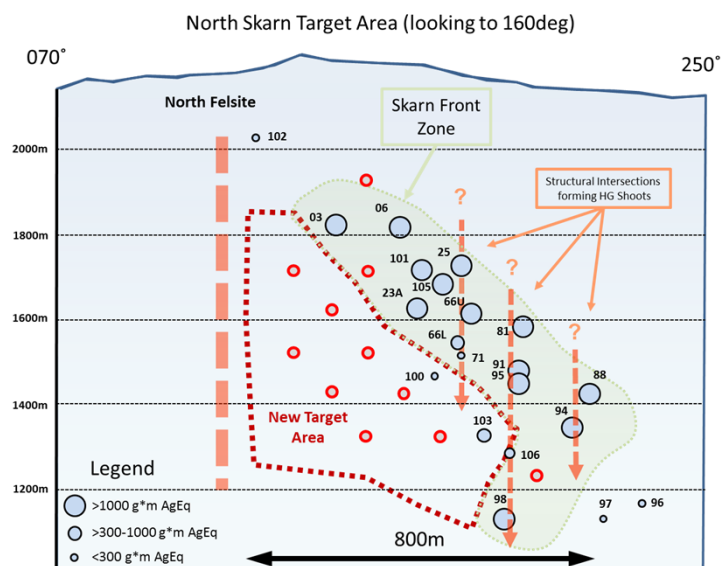 North Skarn Target Area (looking to 160deg)
070°
250°
North Felsite
Skarn Front
Zone
102
2000m
Structural Intersections
forming HG Shoots
?
03
06
1800m
25
?
101
105
23A
66U
1600m
81
?
66L
71
91
95
100
88
1400m
New Target
Area
94
103
106
Legend
1200m
98
97
96
>1000 g*m AgEq
>300-1000 g*m AgEq
<300 g*m AgEq
800m